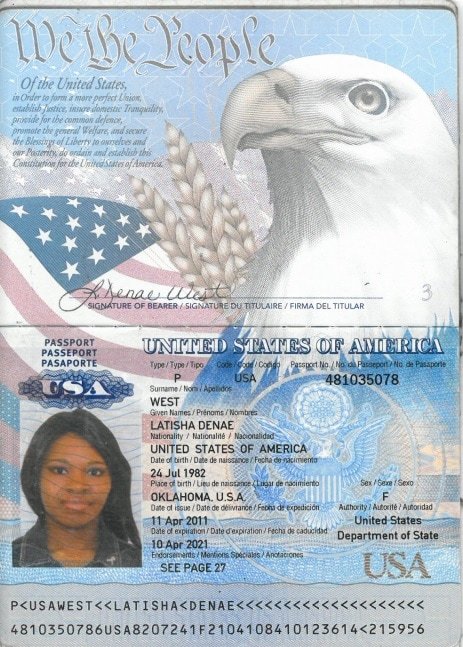 We the People
Of the United States,
in Order to form a more perfect Union,
establish Justice, insure domestic Tranquility,
provide for the common defence,
promote the general Welfare, and secure
the Blessings of Liberty to ourselves and
our Posterity, do ordain and establish this
Constitution for the United States of America.
L Denae West
SIGNATURE OF BEARER / SIGNATURE DU TITULAIRE / FIRMA DEL TITULAR
3
PASSPORT
PASSEPORT
PASAPORTE
USA
UNITED STATES OF AMERICA
Type / Type / Tipo Code / Code / Codigo Passport No. / No. de Passeport / No. de Pasaporte
P USA 481035078
Surname / Nom / Apellidos
WEST
Given Names / Prénoms / Nombres
LATISHA DENAE
Nationality / Nationalité / Nacionalidad
UNITED STATES OF AMERICA
Date of birth / Date de naissance / Fecha de nacimiento
24 Jul 1982
Place of birth / Lieu de naissance / Lugar de nacimiento Sex / Sexe / Sexo
OKLAHOMA, U.S.A. F
Date of issue / Date de délivrance / Fecha de expedición Authority / Autorité / Autoridad
11 Apr 2011 United States
Date of expiration / Date d'expiration / Fecha de caducidad Department of State
10 Apr 2021
Endorsements / Mentions Spéciales / Anotaciones
SEE PAGE 27
USA
P<USAWEST<<LATISHA<DENAE<<<<<<<<<<<<<<<<<<<<
4810350786USA8207241F2104108410123614<215956